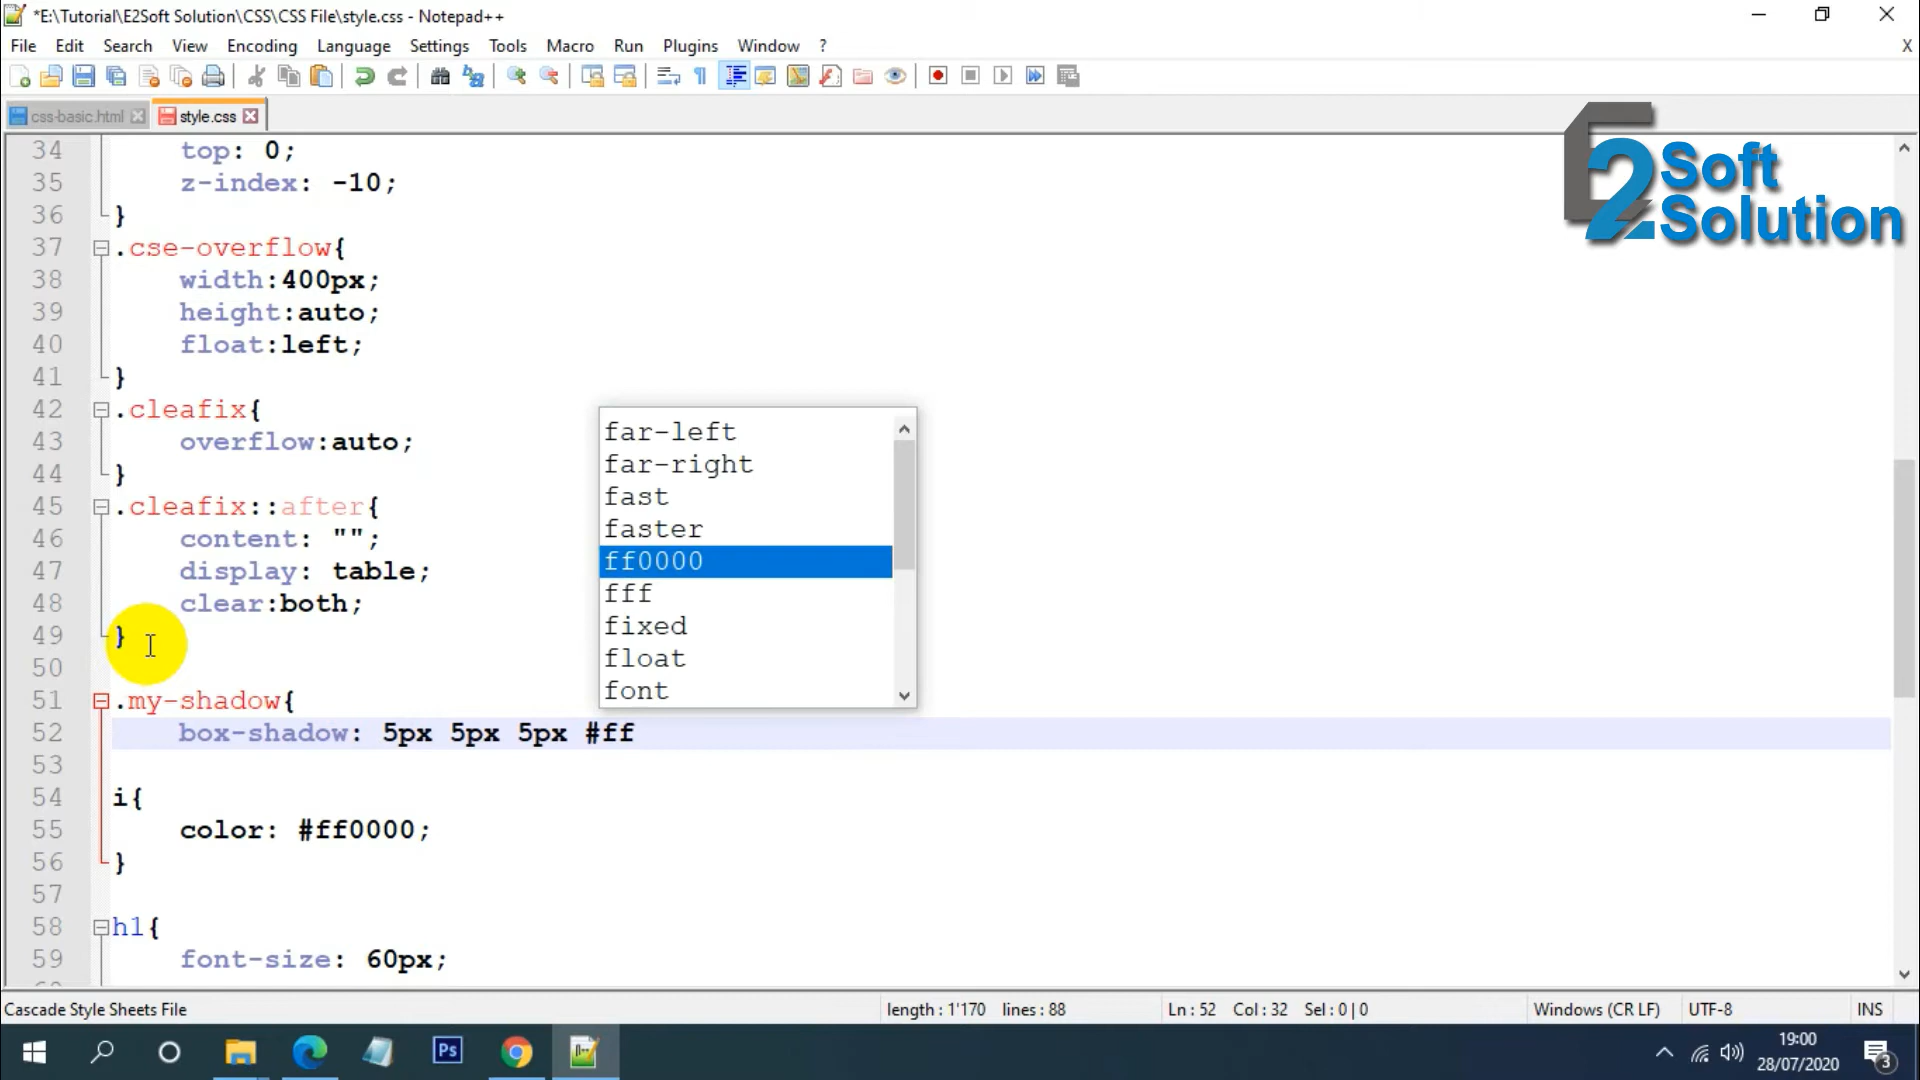 *E:\Tutorial\E2Soft Solution\CSS\CSS File\style.css - Notepad++
File Edit Search View Encoding Language Settings Tools Macro Run Plugins Window ? X
css-basic.html style.css
E2 Soft Solution
34 top: 0;
35 z-index: -10;
36 }
37 .cse-overflow{
38 width:400px;
39 height:auto;
40 float:left;
41 }
42 .cleafix{
43 overflow:auto;
44 }
45 .cleafix::after{
46 content: "";
47 display: table;
48 clear:both;
49 }
50
51 .my-shadow{
52 box-shadow: 5px 5px 5px #ff
53
54 i{
55 color: #ff0000;
56 }
57
58 h1{
59 font-size: 60px;
far-left
far-right
fast
faster
ff0000
fff
fixed
float
font
Cascade Style Sheets File length : 1'170 lines : 88 Ln : 52 Col : 32 Sel : 0 | 0 Windows (CR LF) UTF-8 INS
Ps
19:00
28/07/2020
3